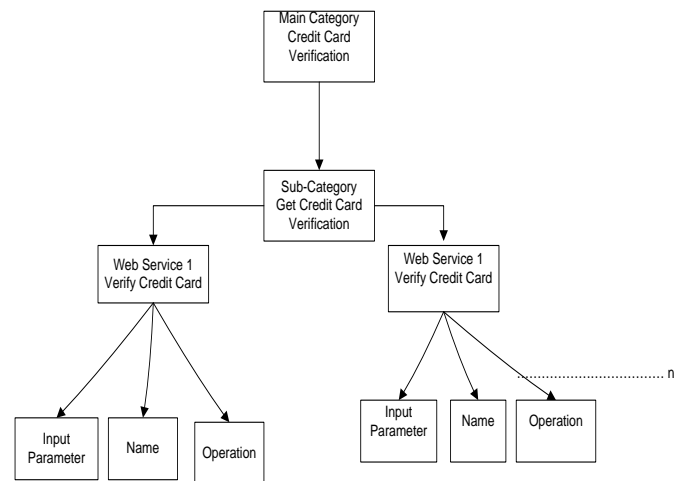 Main Category
Credit Card
Verification
Sub-Category
Get Credit Card
Verification
Web Service 1
Verify Credit Card
Web Service 1
Verify Credit Card
.......................................... n
Input
Parameter
Name
Operation
Input
Parameter
Name
Operation